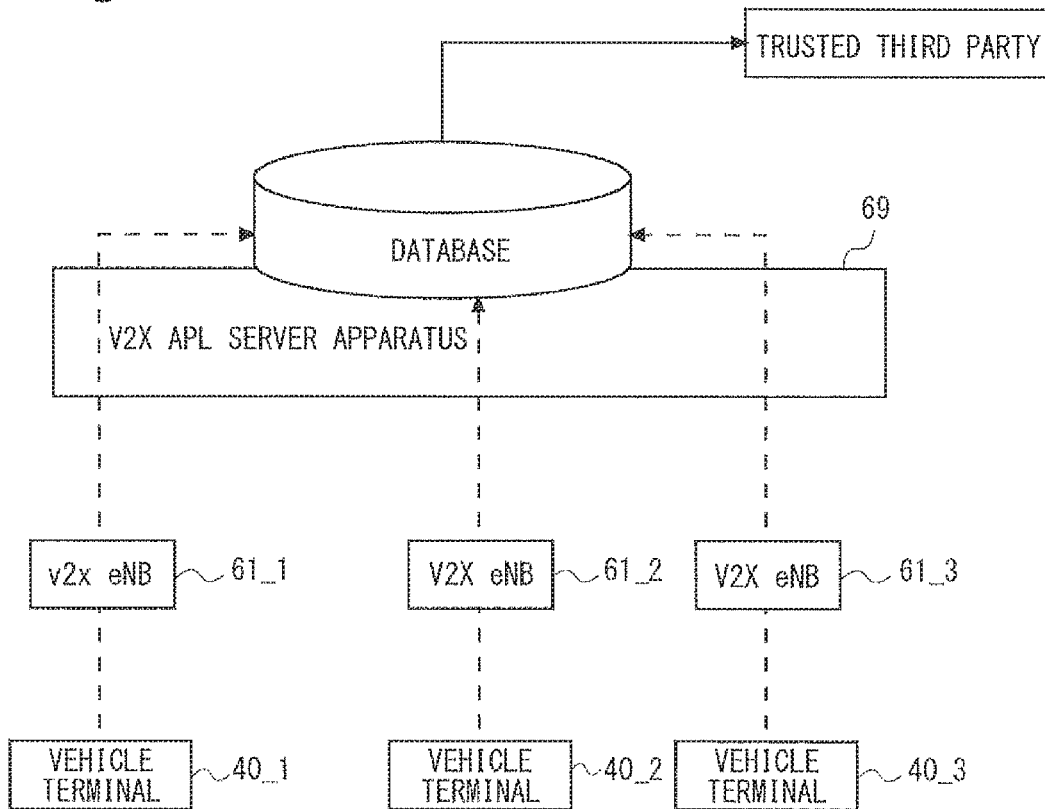 TRUSTED THIRD PARTY
69
DATABASE
V2X APL SERVER APPARATUS
v2x eNB
61_1
V2X eNB
61_2
V2X eNB
61_3
VEHICLE
TERMINAL
40_1
VEHICLE
TERMINAL
40_2
VEHICLE
TERMINAL
40_3